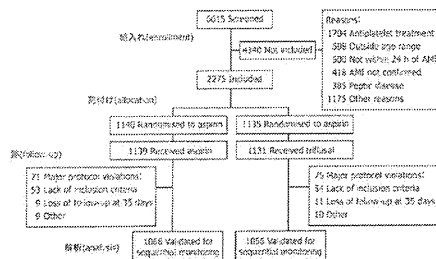 6615 Screened
組入れ(enrollment)
4340 Not included
Reasons:
1704 Antiplatelet treatment
588 Outside age range
500 Not within 24 h of AMI
418 AMI not confirmed
385 Peptic disease
1175 Other reasons
2275 Included
割付け(allocation)
1140 Randomised to aspirin
1135 Randomised to aspirin
(follow-up)
1139 Received aspirin
1131 Received triflusal
71 Major protocol violations:
53 Lack of inclusion criteria
9 Loss of follow-up at 35 days
9 Other
75 Major protocol violations:
54 Lack of inclusion criteria
11 Loss of follow-up at 35 days
10 Other
解析(analysis)
1068 Validated for
sequential monitoring
1056 Validated for
sequential monitoring